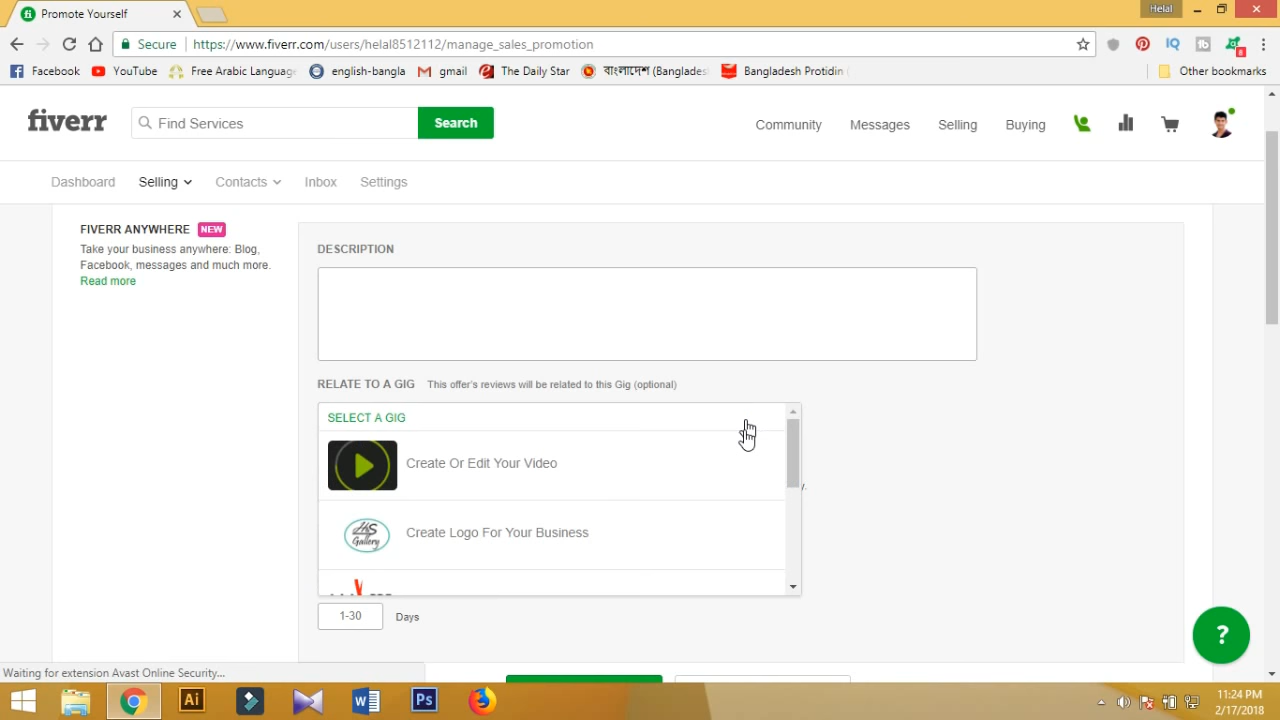 Promote Yourself
Helal
Secure
https://www.fiverr.com/users/helal8512112/manage_sales_promotion
Facebook
YouTube
Free Arabic Language
english-bangla
gmail
The Daily Star
বাংলাদেশ (Banglades
Bangladesh Protidin
Other bookmarks
fiverr
Find Services
Search
Community
Messages
Selling
Buying
Dashboard
Selling
Contacts
Inbox
Settings
FIVERR ANYWHERE NEW
Take your business anywhere: Blog,
Facebook, messages and much more.
Read more
DESCRIPTION
RELATE TO A GIG This offer's reviews will be related to this Gig (optional)
SELECT A GIG
Create Or Edit Your Video
Create Logo For Your Business
1-30 Days
?
Waiting for extension Avast Online Security...
11:24 PM
2/17/2018